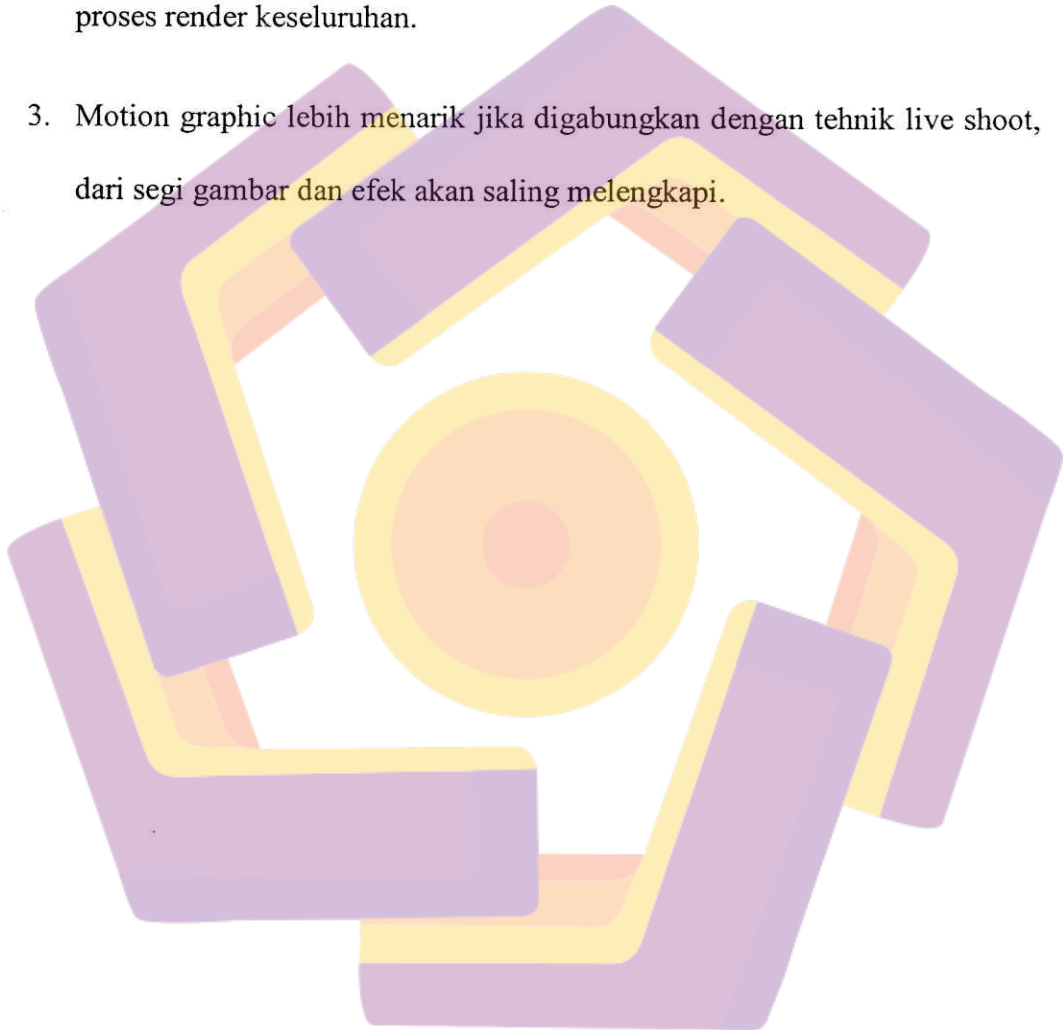 proses render keseluruhan.
3. Motion graphic lebih menarik jika digabungkan dengan tehnik live shoot,
dari segi gambar dan efek akan saling melengkapi.